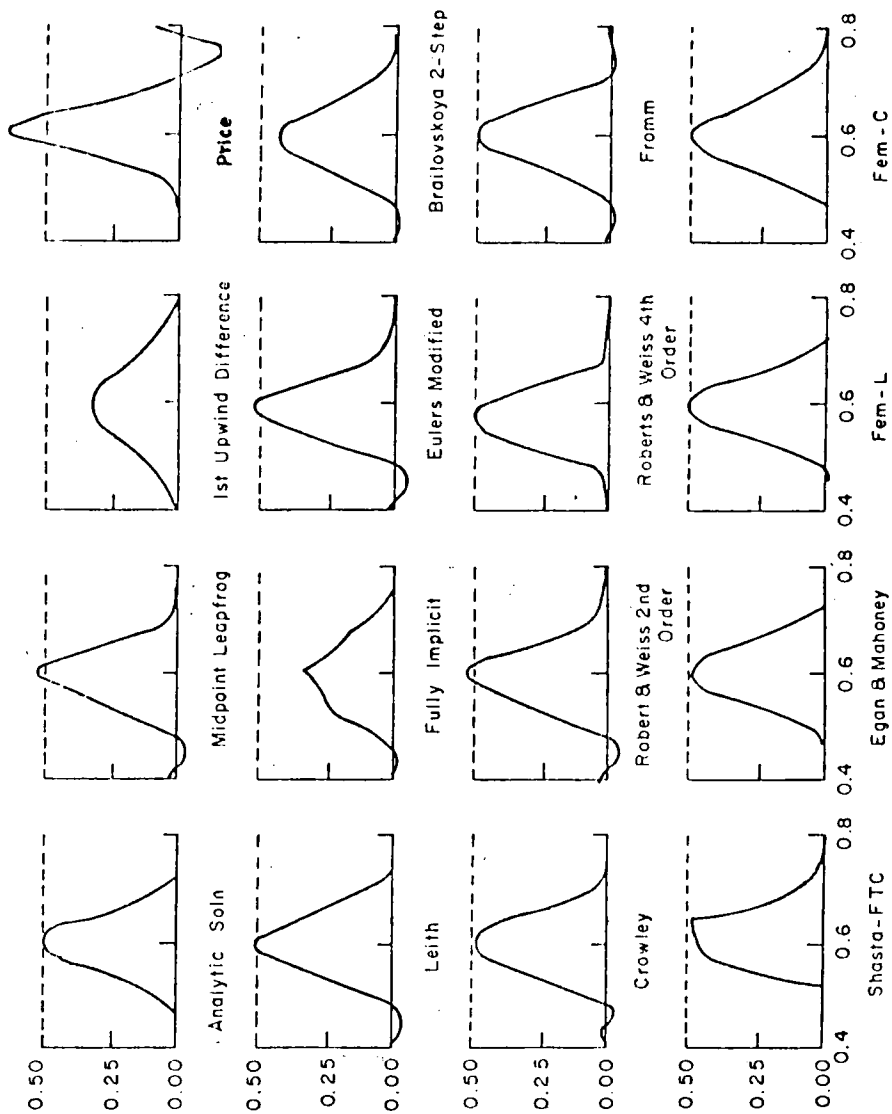 0.50
0.25
0.00
Analytic Soln
Midpoint Leapfrog
1st Upwind Difference
Price
0.50
0.25
0.00
Leith
Fully Implicit
Eulers Modified
Brailovskoya 2-Step
0.50
0.25
0.00
Crowley
Robert & Weiss 2nd
Order
Roberts & Weiss 4th
Order
Fromm
0.50
0.25
0.00
0.4 0.6 0.8
0.4 0.6 0.8
0.4 0.6 0.8
0.4 0.6 0.8
Shasta-FTC
Egan & Mahoney
Fem-L
Fem-C